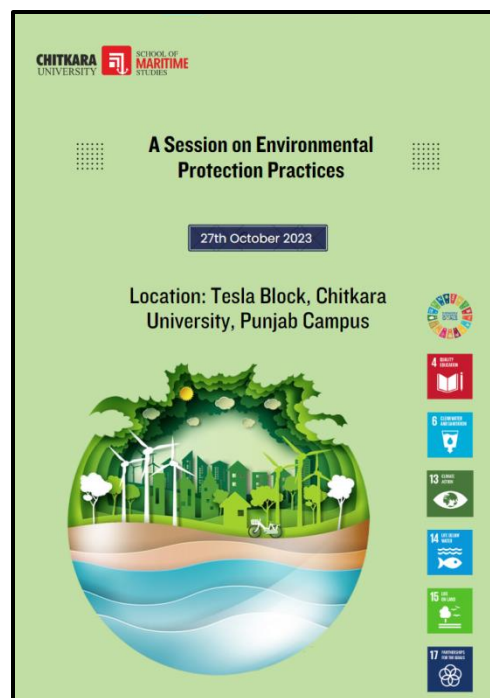 CHITKARA
UNIVERSITY
SCHOOL OF
MARITIME
STUDIES
A Session on Environmental
Protection Practices
27th October 2023
Location: Tesla Block, Chitkara
University, Punjab Campus
4 QUALITY
EDUCATION
6 CLEAN WATER
AND SANITATION
13 CLIMATE
ACTION
14 LIFE BELOW
WATER
15 LIFE
ON LAND
17 PARTNERSHIPS
FOR THE GOALS